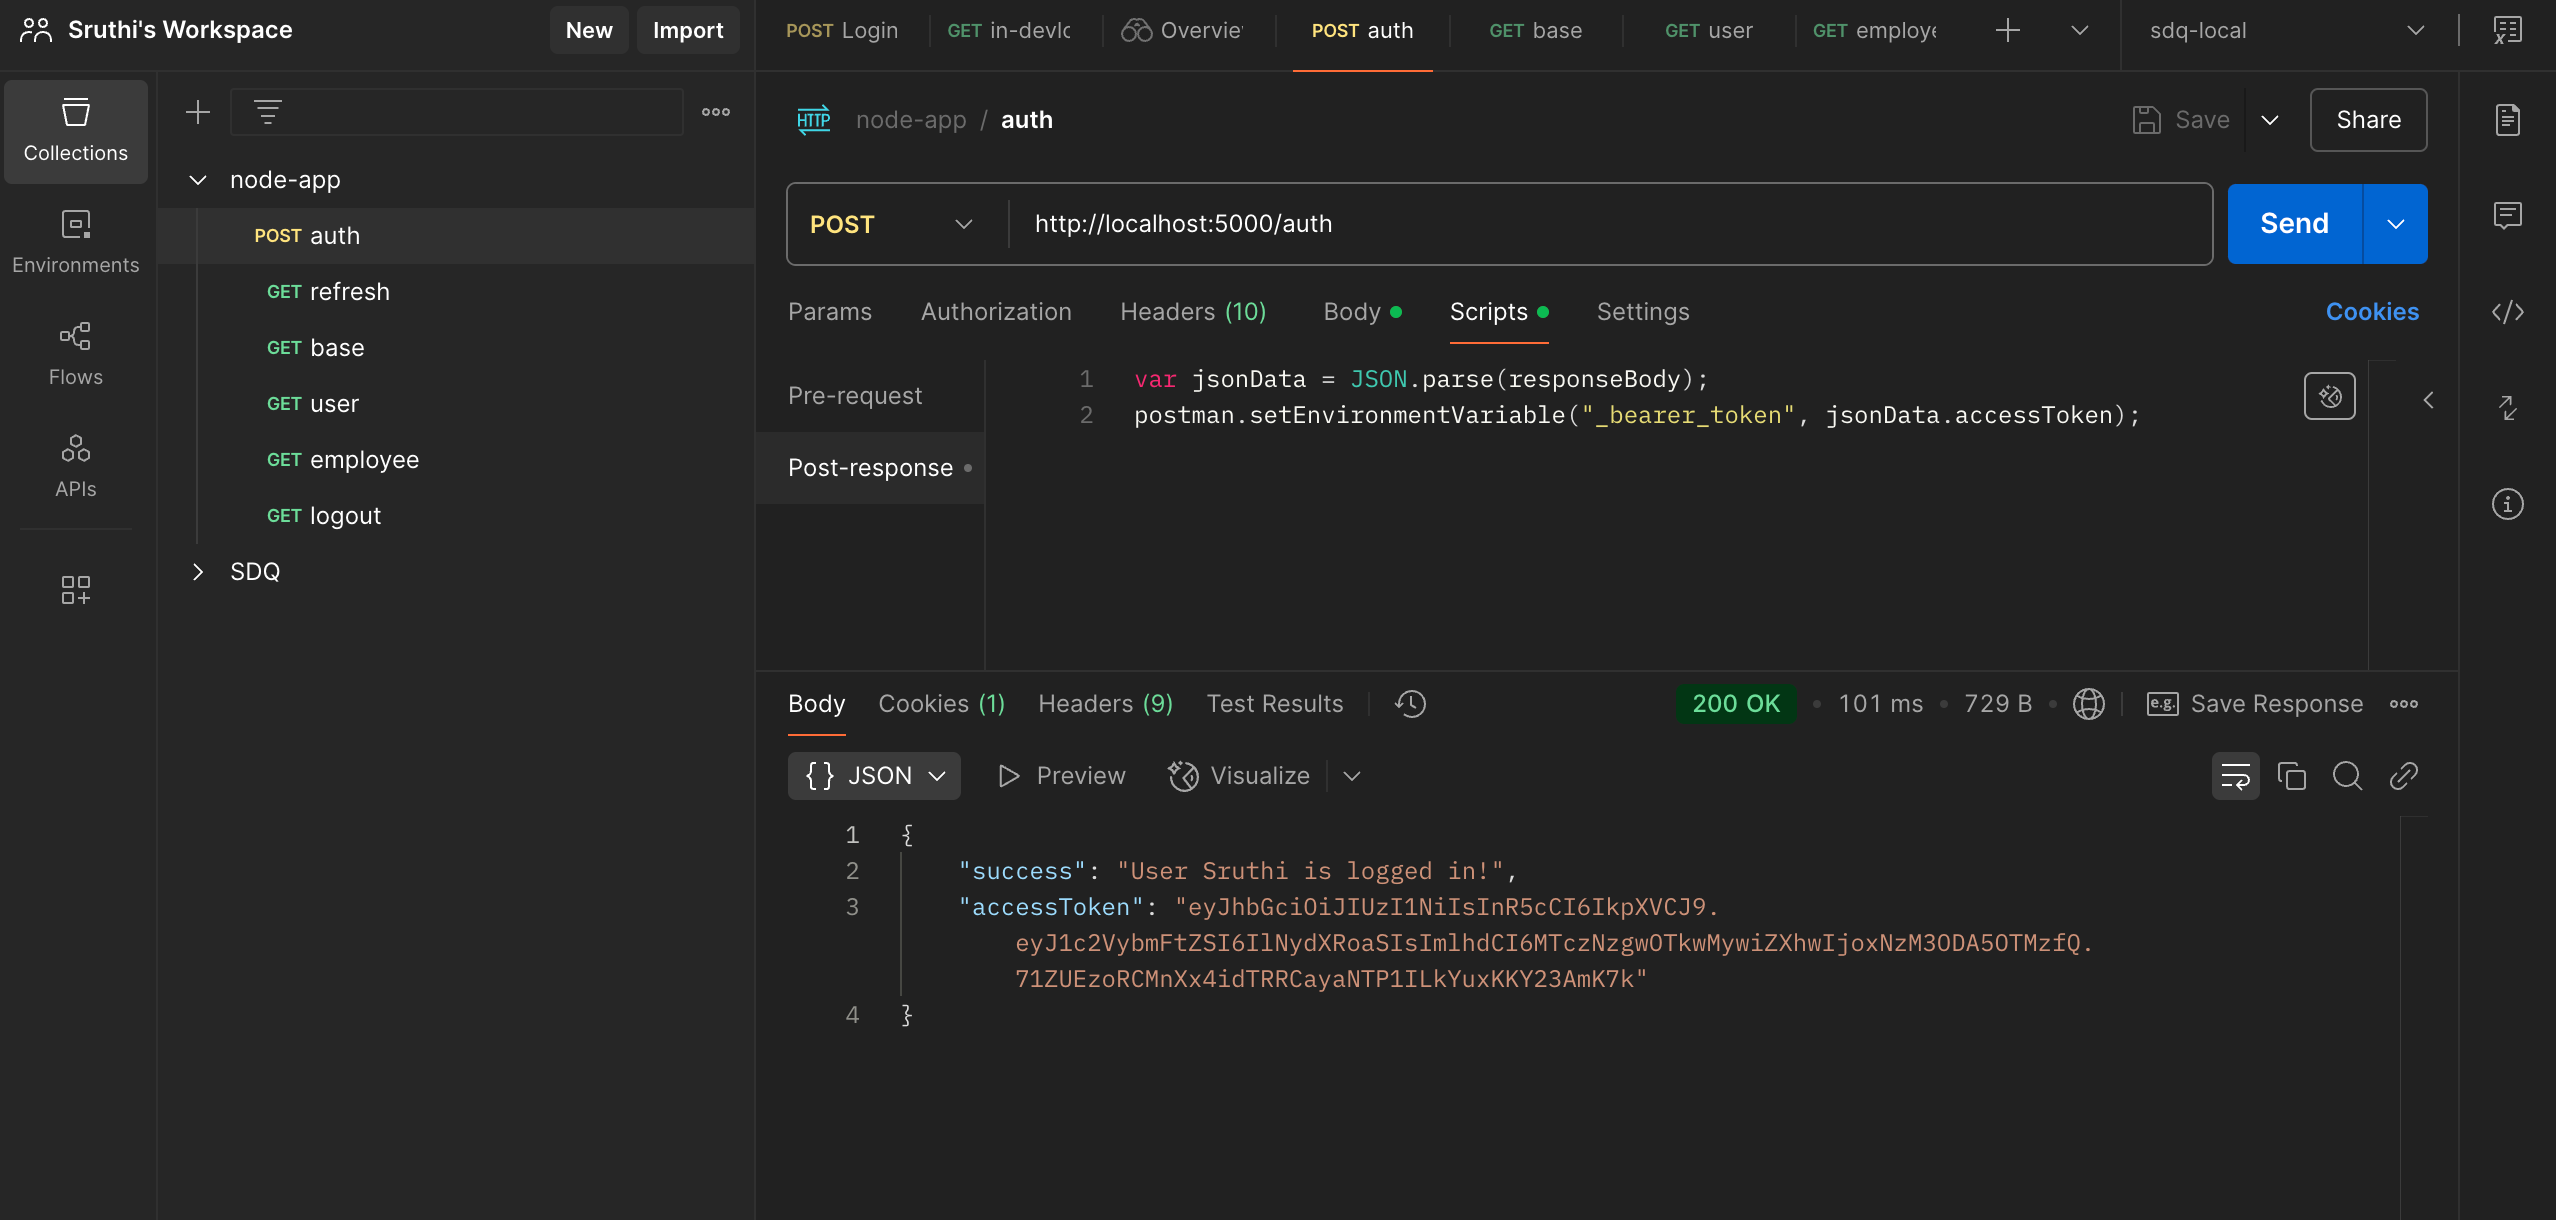 Sruthi's Workspace
New
Import
POST Login
GET in-devlc
Overvie
POST auth
GET base
GET user
GET employe
sdq-local
Collections
Environments
Flows
APIs
node-app
POST auth
GET refresh
GET base
GET user
GET employee
GET logout
SDQ
HTTP node-app / auth
Save
Share
POST
http://localhost:5000/auth
Send
Params
Authorization
Headers (10)
Body
Scripts
Settings
Cookies
Pre-request
Post-response
1 var jsonData = JSON.parse(responseBody);
2 postman.setEnvironmentVariable("_bearer_token", jsonData.accessToken);
Body
Cookies (1)
Headers (9)
Test Results
200 OK
101 ms
729 B
e.g. Save Response
{} JSON
Preview
Visualize
1 {
2 "success": "User Sruthi is logged in!",
3 "accessToken": "eyJhbGciOiJIUzI1NiIsInR5cCI6IkpXVCJ9.
eyJ1c2VybmFtZSI6IlNydXRoaSIsImlhdCI6MTczNzgwOTkwMywiZXhwIjoxNzM3ODA5OTMzfQ.
71ZUEzoRCMnXx4idTRRCayaNTP1ILkYuxKKY23AmK7k"
4 }